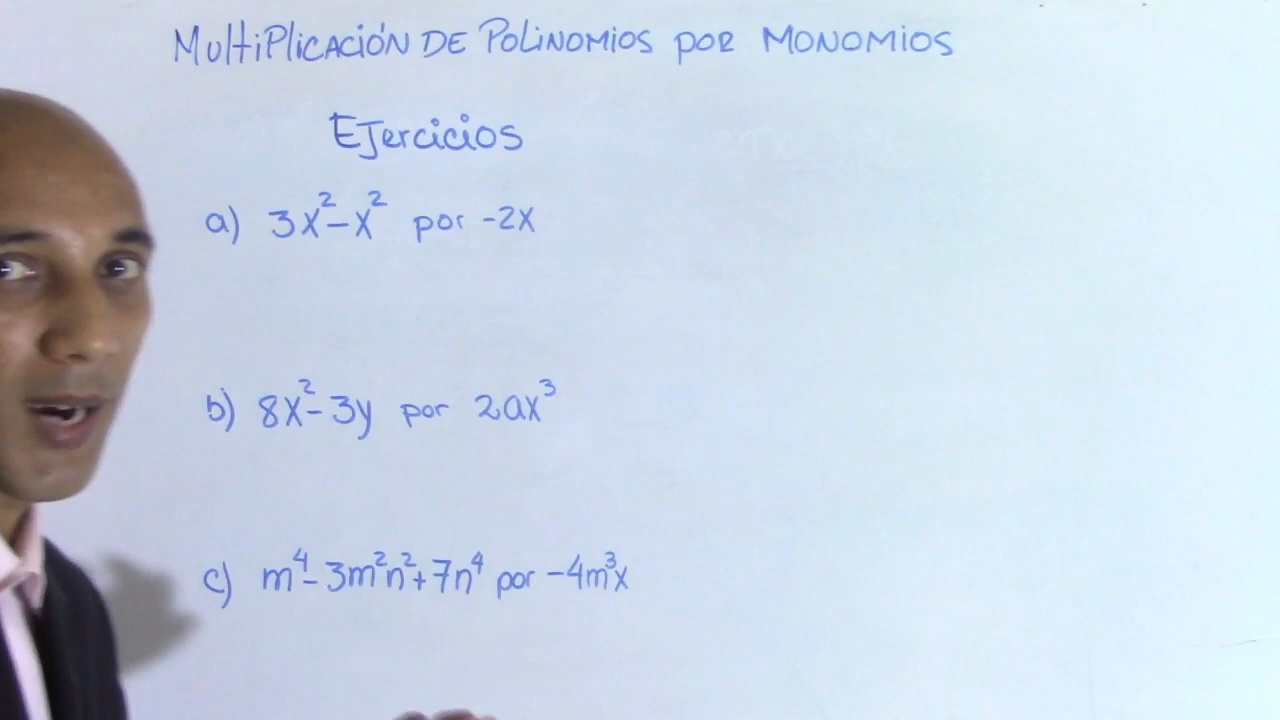 MultiPlicación DE Polinomios por MONOMIOS
Ejercicios
a) 3x²-x² por -2x
b) 8x²-3y por 2ax³
c) m⁴-3m²n²+7n⁴ por -4m³x